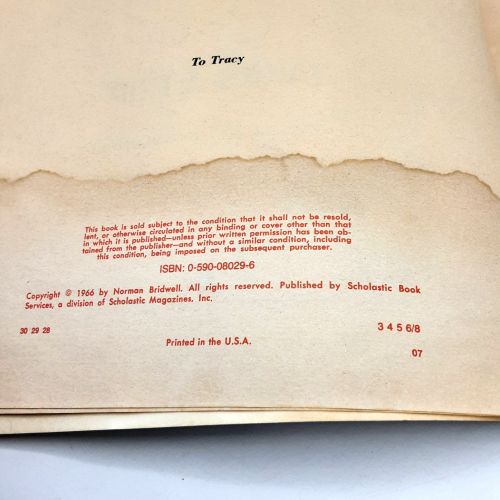 To Tracy
This book is sold subject to the condition that it shall not be resold,
lent, or otherwise circulated in any binding or cover other than that
in which it is published—unless prior written permission has been ob-
tained from the publisher—and without a similar condition, including
this condition, being imposed on the subsequent purchaser.
ISBN: 0-590-08029-6
Copyright © 1966 by Norman Bridwell. All rights reserved. Published by Scholastic Book
Services, a division of Scholastic Magazines, Inc.
30 29 28
3 4 5 6/8
Printed in the U.S.A.
07